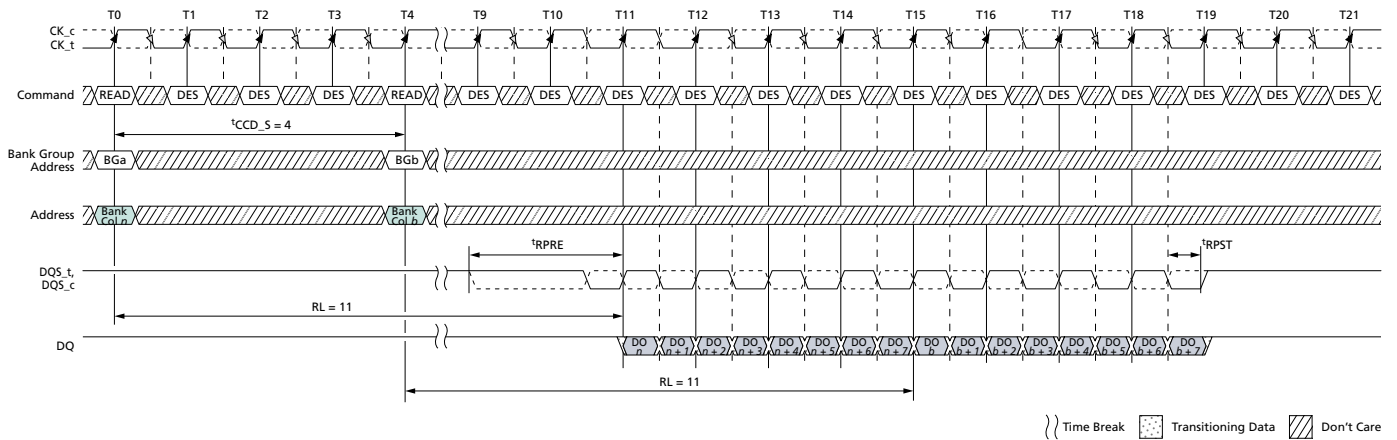 T0 T1 T2 T3 T4 T9 T10 T11 T12 T13 T14 T15 T16 T17 T18 T19 T20 T21
CK_c
CK_t
Command READ DES DES DES READ DES DES DES DES DES DES DES DES DES DES DES DES DES
tCCD_S = 4
Bank Group
Address
BGa BGb
Address
Bank
Col n
Bank
Col b
tRPRE tRPST
DQS_t,
DQS_c
RL = 11
DQ
DO
n
DO
n + 1
DO
n + 2
DO
n + 3
DO
n + 4
DO
n + 5
DO
n + 6
DO
n + 7
DO
b
DO
b + 1
DO
b + 2
DO
b + 3
DO
b + 4
DO
b + 5
DO
b + 6
DO
b + 7
RL = 11
Time Break Transitioning Data Don't Care